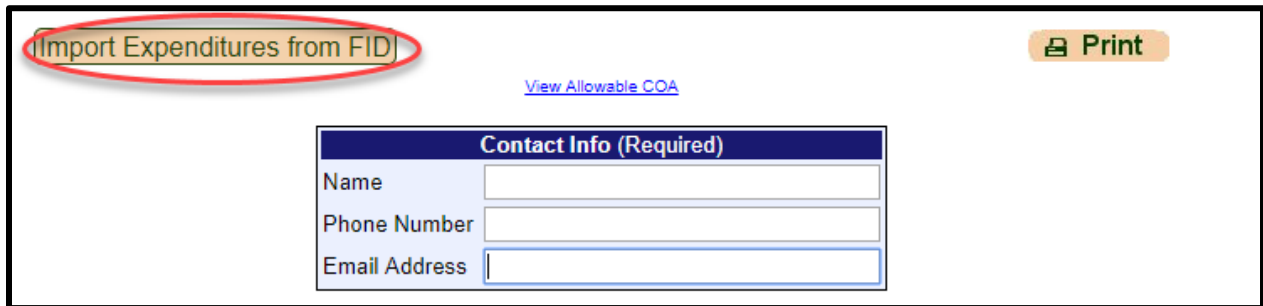 Import Expenditures from FID
Print
View Allowable COA
Contact Info (Required)
Name
Phone Number
Email Address